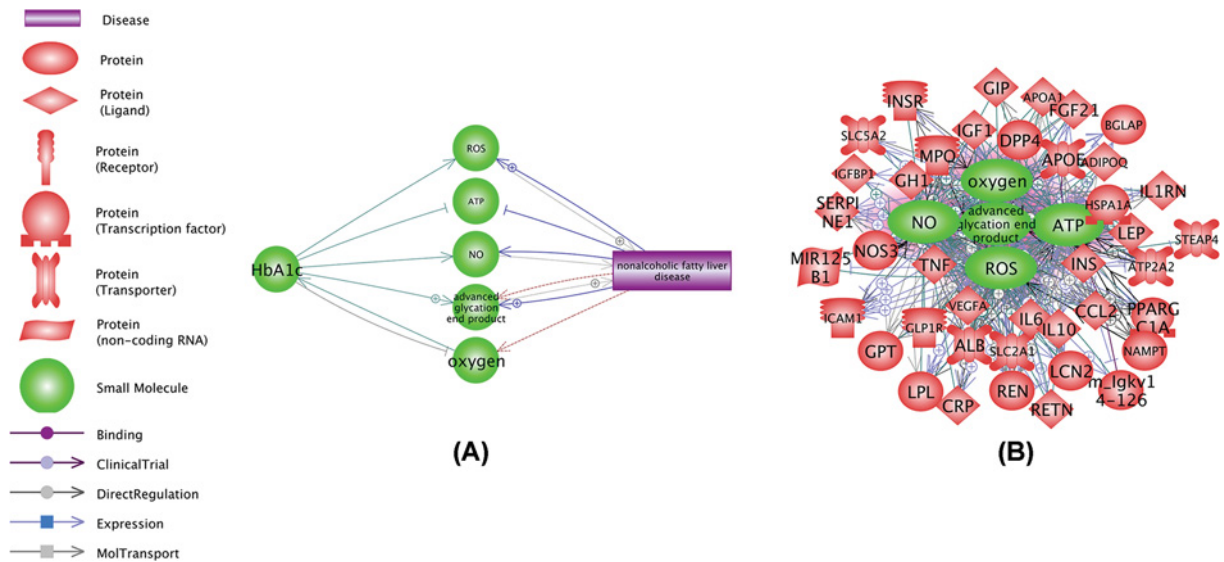 Disease
Protein
Protein
(Ligand)
Protein
(Receptor)
Protein
(Transcription factor)
Protein
(Transporter)
Protein
(non-coding RNA)
Small Molecule
Binding
ClinicalTrial
DirectRegulation
Expression
MolTransport
ROS
ATP
HbA1c
NO
nonalcoholic fatty liver
disease
advanced
glycation
end product
oxygen
(A)
GIP
INSR
APOA1
FGF21
SLC5A2
IGF1
DPP4
BGLAP
MPO
APOE
ADIPOQ
IGFBP1
GH1
oxygen
HSPA1A
IL1RN
SERPI
NE1
NO
advanced
glycation end
product
ATP
LEP
STEAP4
MIR125
B1
NOS3
TNF
ROS
INS
ATP2A2
ICAM1
VEGFA
GLP1R
IL6
IL10
CCL2
PPARG
C1A
GPT
ALB
SLC2A1
LCN2
NAMPT
LPL
CRP
REN
RETN
m_Igkv1
4-126
(B)